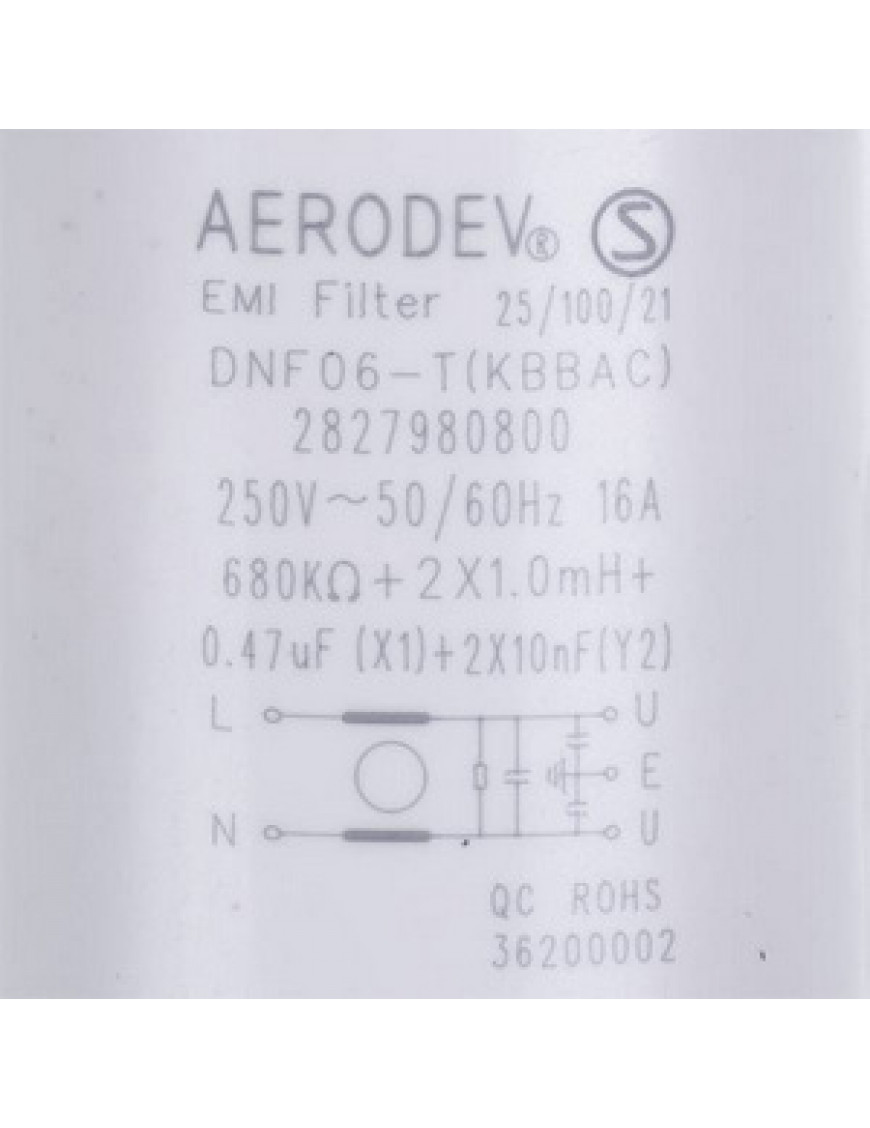 AERODEV® S
EMI Filter 25/100/21
DNF06-T(KBBAC)
2827980800
250V~50/60Hz 16A
680KΩ+2X1.0mH+
0.47uF (X1)+2X10nF(Y2)
L U
E
N U
QC ROHS
36200002